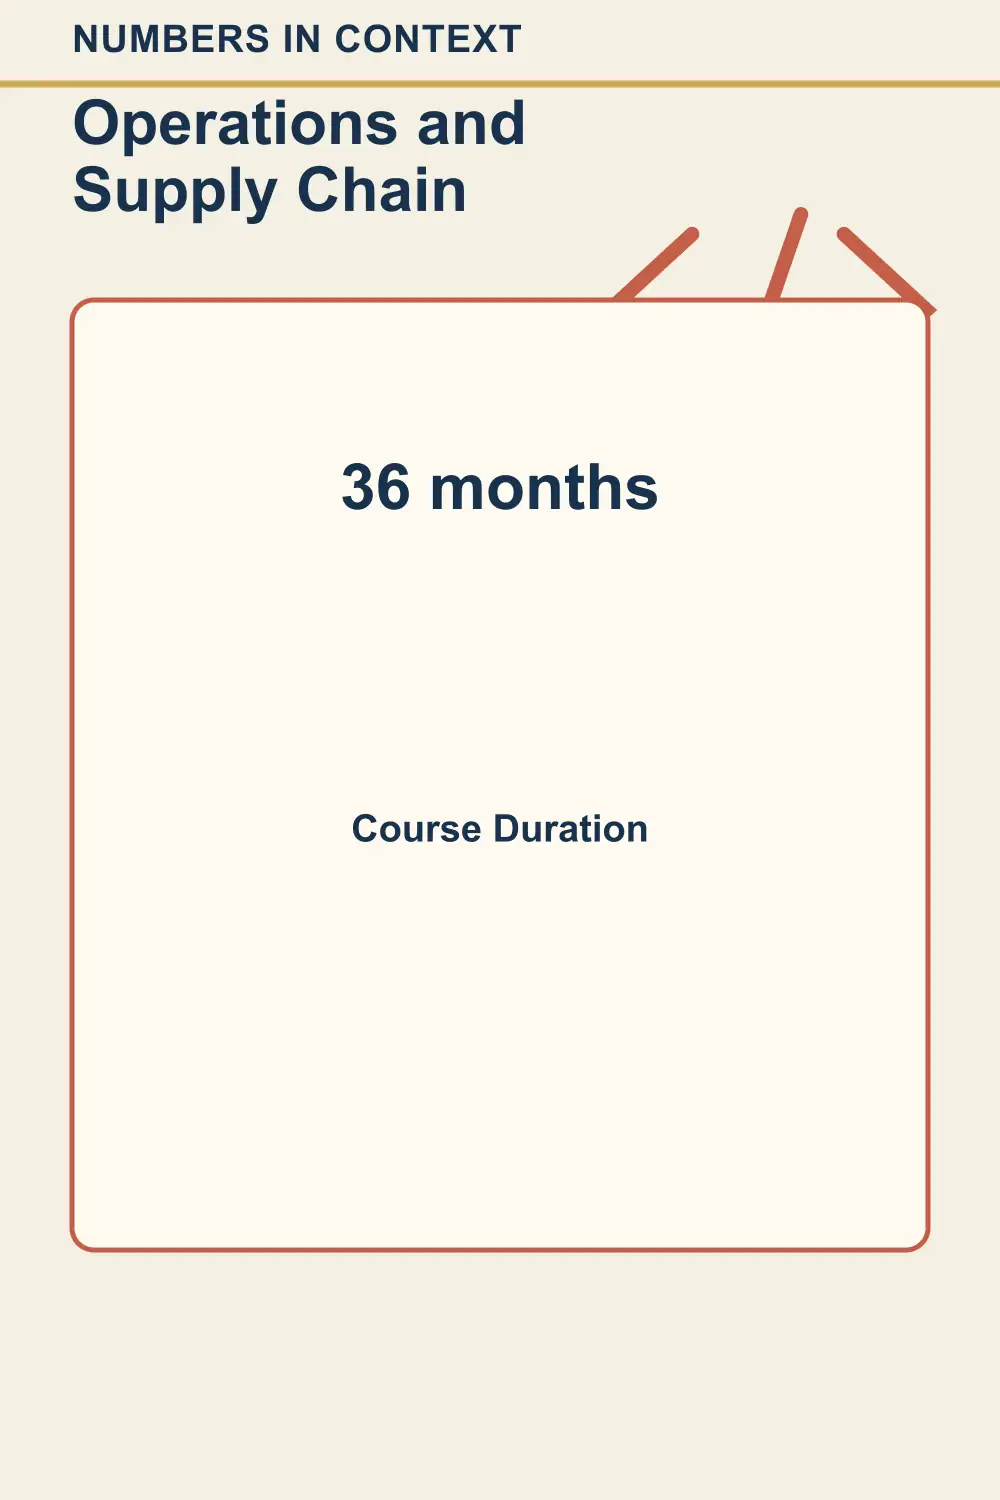 NUMBERS IN CONTEXT
Operations and
Supply Chain
36 months
Course Duration